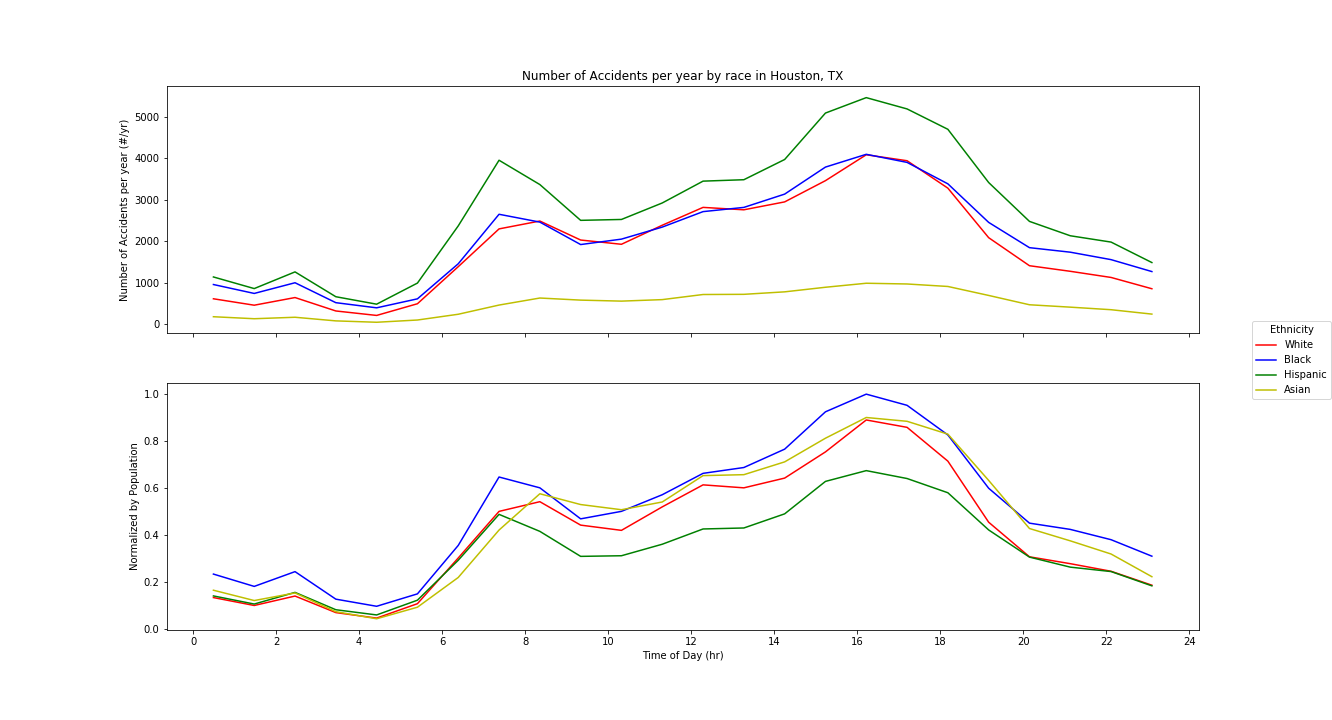 Number of Accidents per year by race in Houston, TX
Number of Accidents per year (#/yr)
5000
4000
3000
2000
1000
0
Ethnicity
White
Black
Hispanic
Asian
Normalized by Population
1.0
0.8
0.6
0.4
0.2
0.0
0 2 4 6 8 10 12 14 16 18 20 22 24
Time of Day (hr)